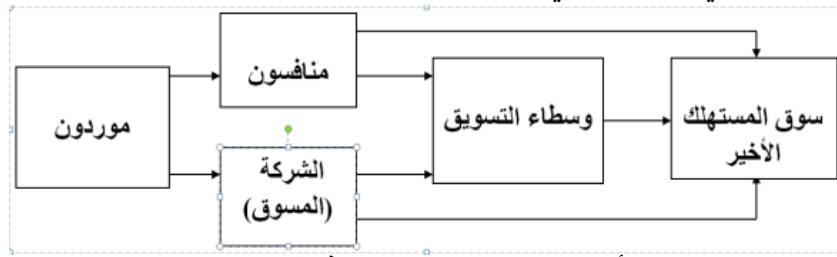 منافسون
موردون
وسطاء التسويق
سوق المستهلك
الأخير
الشركة
(المسوق)